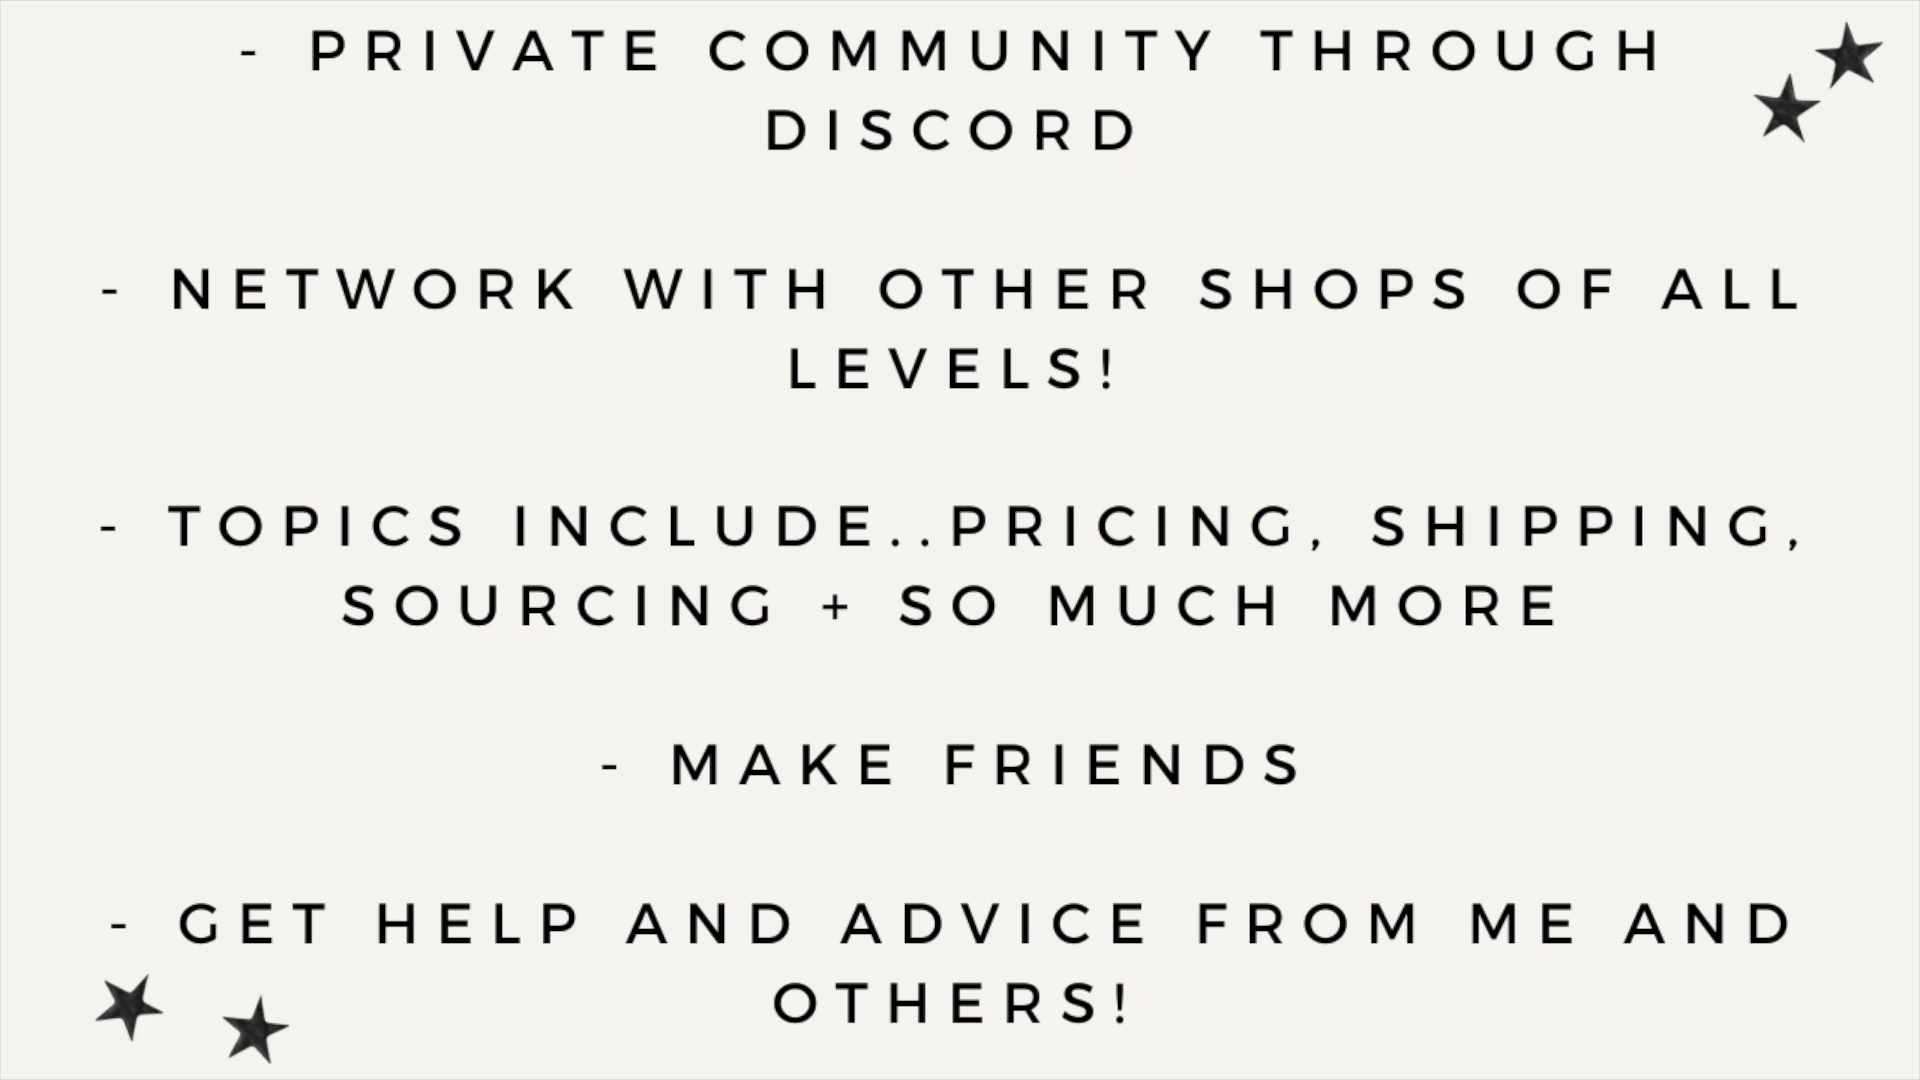 - PRIVATE COMMUNITY THROUGH
DISCORD
- NETWORK WITH OTHER SHOPS OF ALL
LEVELS!
- TOPICS INCLUDE..PRICING, SHIPPING,
SOURCING + SO MUCH MORE
- MAKE FRIENDS
- GET HELP AND ADVICE FROM ME AND
OTHERS!